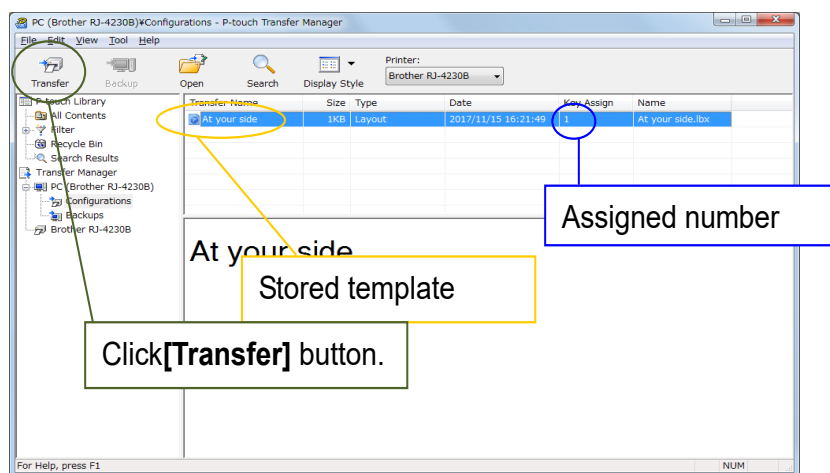 PC (Brother RJ-4230B)¥Configurations - P-touch Transfer Manager
File Edit View Tool Help
Transfer Backup Open Search Display Style
Printer:
Brother RJ-4230B
P-touch Library
All Contents
Filter
Recycle Bin
Search Results
Transfer Manager
PC (Brother RJ-4230B)
Configurations
Backups
Brother RJ-4230B
Transfer Name Size Type Date Key Assign Name
At your side 1KB Layout 2017/11/15 16:21:49 1 At your side.lbx
Assigned number
At your side
Stored template
Click[Transfer] button.
For Help, press F1 NUM